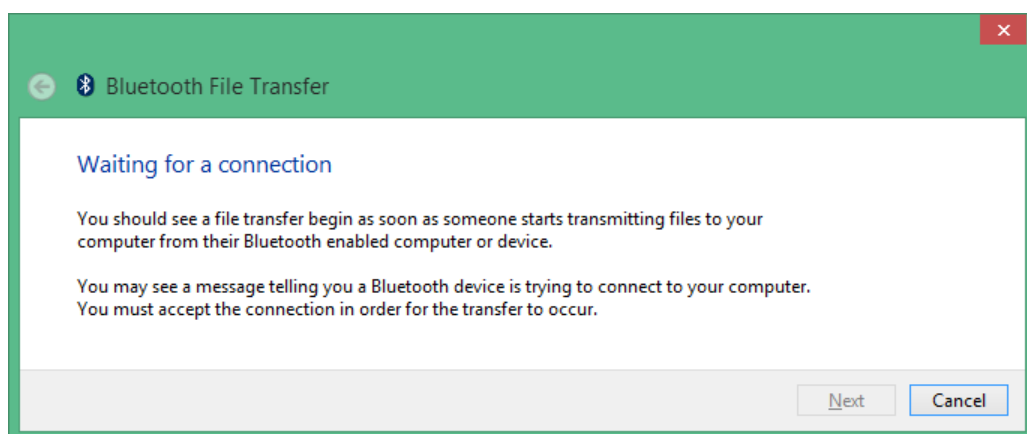 Bluetooth File Transfer
Waiting for a connection
You should see a file transfer begin as soon as someone starts transmitting files to your
computer from their Bluetooth enabled computer or device.
You may see a message telling you a Bluetooth device is trying to connect to your computer.
You must accept the connection in order for the transfer to occur.
Next Cancel